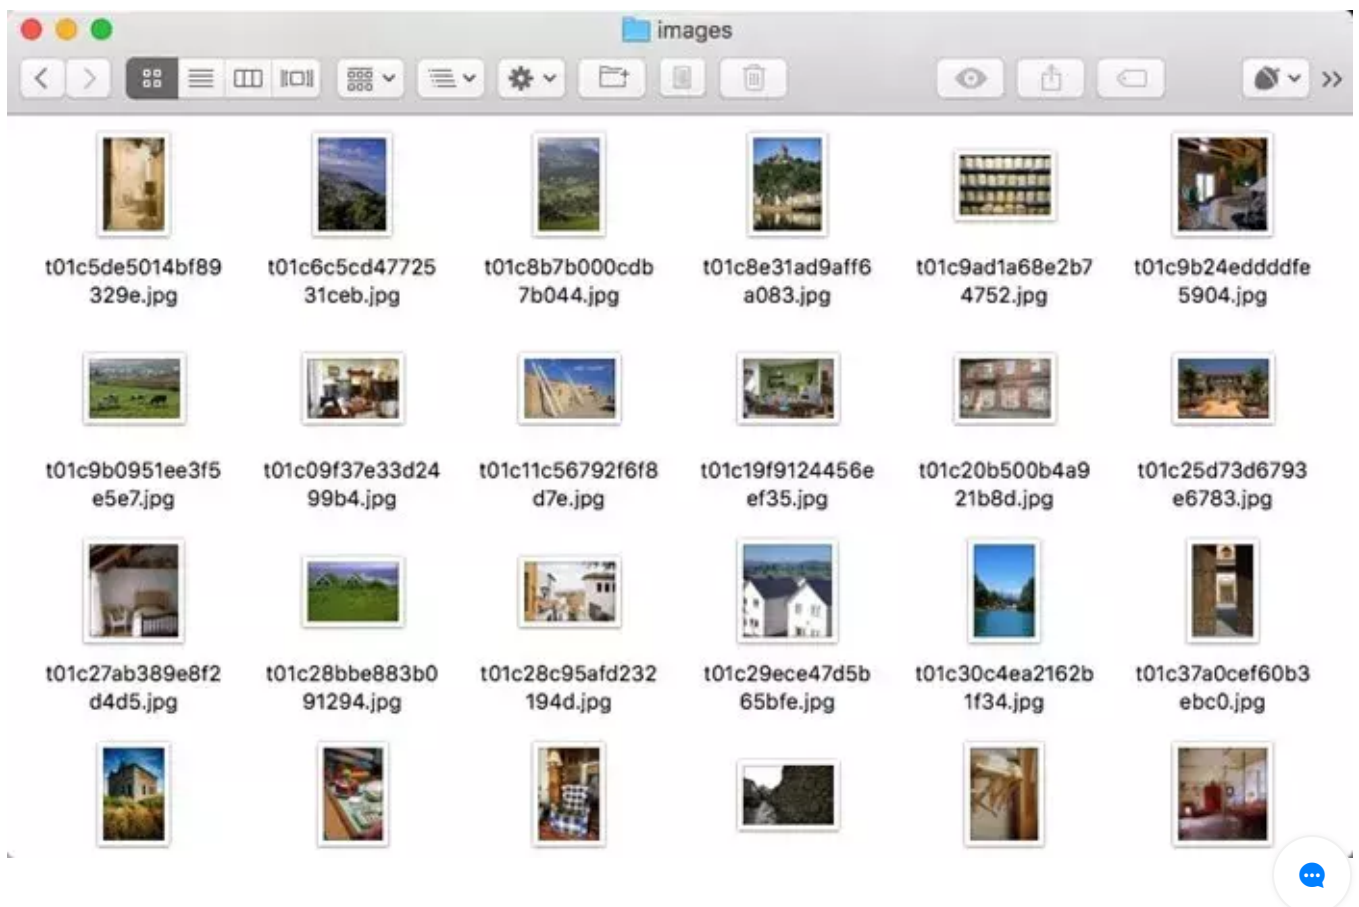 images
t01c5de5014bf89
329e.jpg
t01c6c5cd47725
31ceb.jpg
t01c8b7b000cdb
7b044.jpg
t01c8e31ad9aff6
a083.jpg
t01c9ad1a68e2b7
4752.jpg
t01c9b24eddddfe
5904.jpg
t01c9b0951ee3f5
e5e7.jpg
t01c09f37e33d24
99b4.jpg
t01c11c56792f6f8
d7e.jpg
t01c19f9124456e
ef35.jpg
t01c20b500b4a9
21b8d.jpg
t01c25d73d6793
e6783.jpg
t01c27ab389e8f2
d4d5.jpg
t01c28bbe883b0
91294.jpg
t01c28c95afd232
194d.jpg
t01c29ece47d5b
65bfe.jpg
t01c30c4ea2162b
1f34.jpg
t01c37a0cef60b3
ebc0.jpg